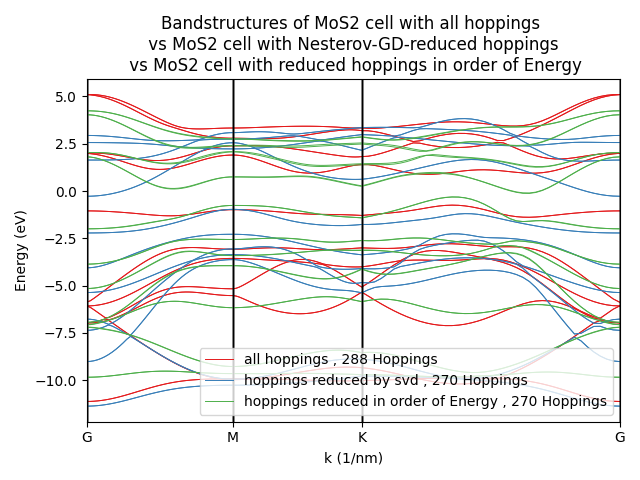 Bandstructures of MoS2 cell with all hoppings
vs MoS2 cell with Nesterov-GD-reduced hoppings
vs MoS2 cell with reduced hoppings in order of Energy
5.0
2.5
0.0
−2.5
−5.0
−7.5
−10.0
Energy (eV)
all hoppings , 288 Hoppings
hoppings reduced by svd , 270 Hoppings
hoppings reduced in order of Energy , 270 Hoppings
G M K G
k (1/nm)